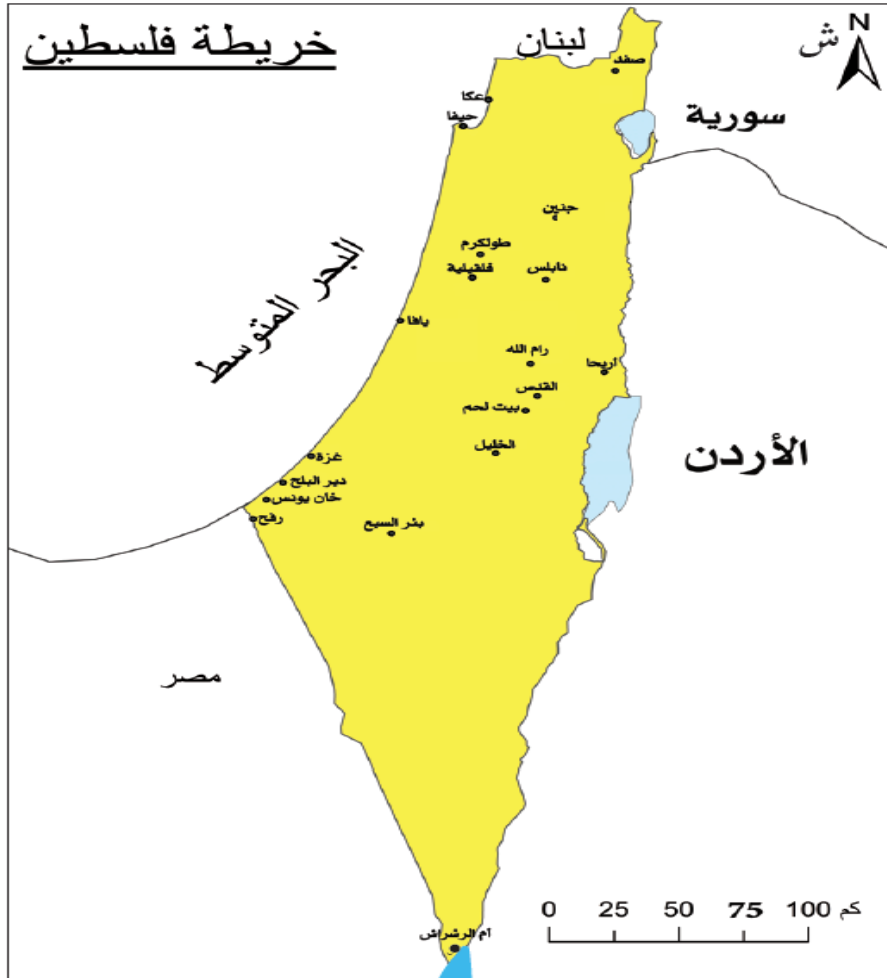 خريطة فلسطين
لبنان
ش
N
صفد
عكا
حيفا
سورية
جنين
طولكرم
قلقيلية
نابلس
البحر المتوسط
يافا
رام الله
أريحا
القدس
بيت لحم
الخليل
الأردن
غزة
دير البلح
خان يونس
رفح
بئر السبع
مصر
أم الرشراش
0 25 50 75 100 كم